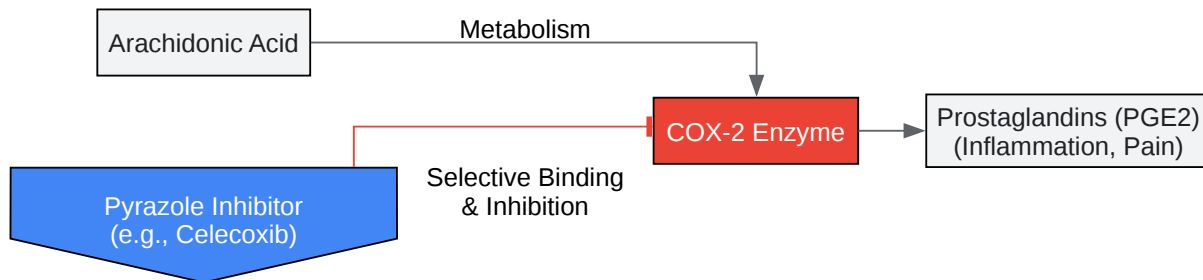 Arachidonic Acid
Metabolism
COX-2 Enzyme
Prostaglandins (PGE2)
(Inflammation, Pain)
Selective Binding
& Inhibition
Pyrazole Inhibitor
(e.g., Celecoxib)